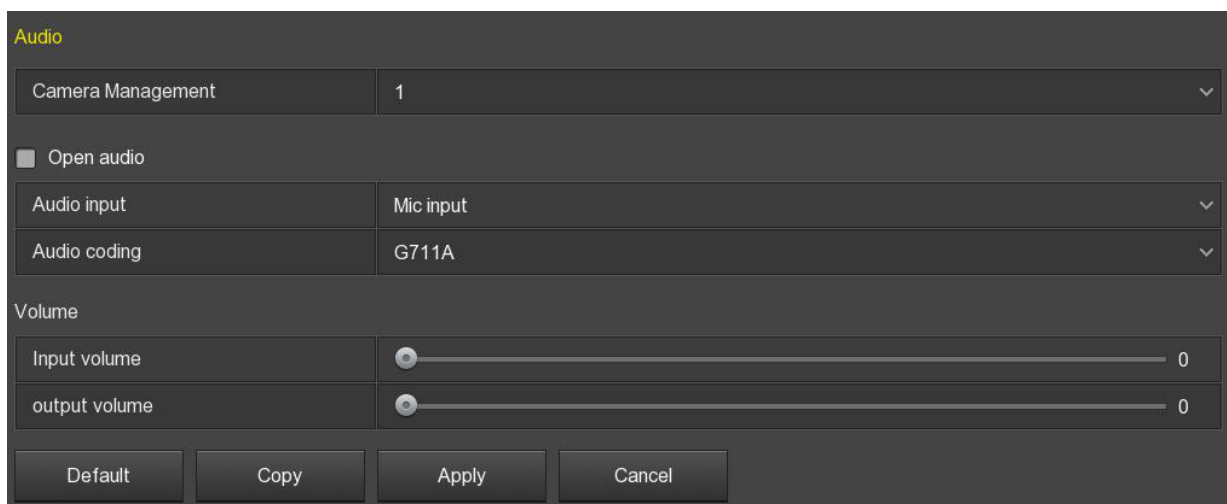 Audio
Camera Management 1
Open audio
Audio input Mic input
Audio coding G711A
Volume
Input volume 0
output volume 0
Default Copy Apply Cancel